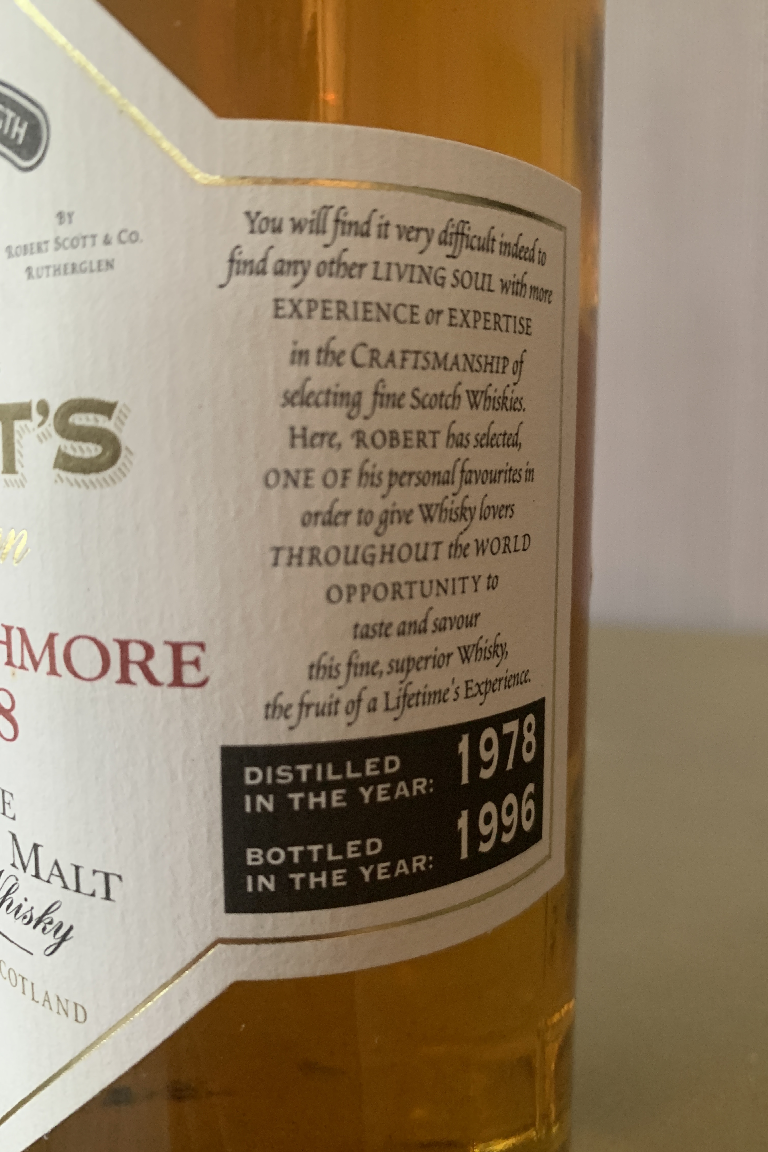 GTH
BY
ROBERT SCOTT & CO.
RUTHERGLEN
T'S
n
HMORE
8
E
MALT
Whisky
SCOTLAND
You will find it very difficult indeed to
find any other LIVING SOUL with more
EXPERIENCE or EXPERTISE
in the CRAFTSMANSHIP of
selecting fine Scotch Whiskies.
Here, ROBERT has selected,
ONE OF his personal favourites in
order to give Whisky lovers
THROUGHOUT the WORLD
OPPORTUNITY to
taste and savour
this fine, superior Whisky,
the fruit of a Lifetime's Experience.
DISTILLED
IN THE YEAR: 1978
BOTTLED
IN THE YEAR: 1996